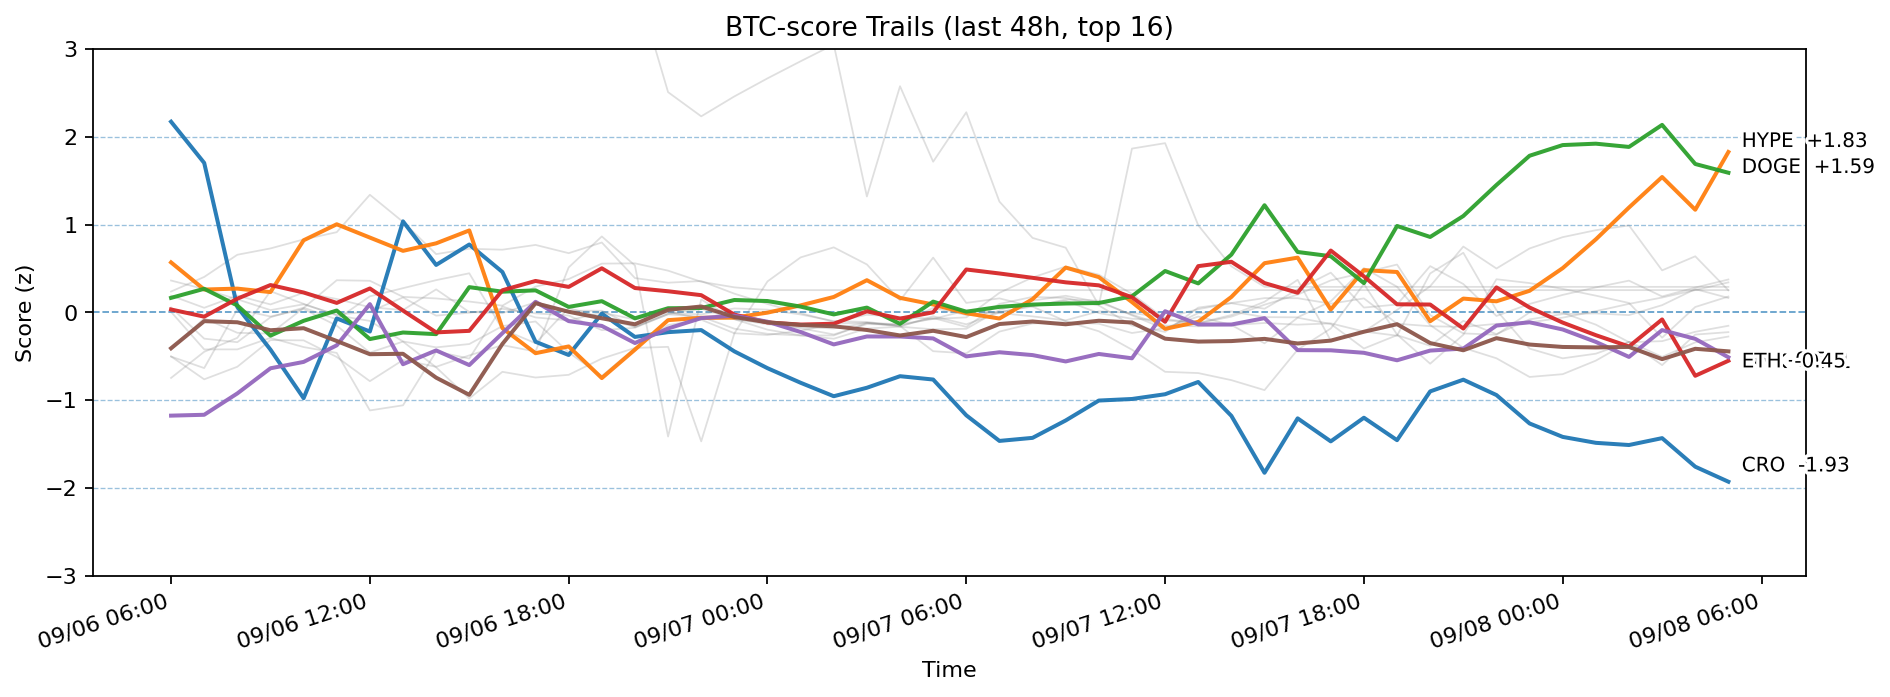 BTC-score Trails (last 48h, top 16)
Score (z)
3
2
1
0
−1
−2
−3
HYPE +1.83
DOGE +1.59
ETH -0.45
CRO -1.93
09/06 06:00
09/06 12:00
09/06 18:00
09/07 00:00
09/07 06:00
09/07 12:00
09/07 18:00
09/08 00:00
09/08 06:00
Time